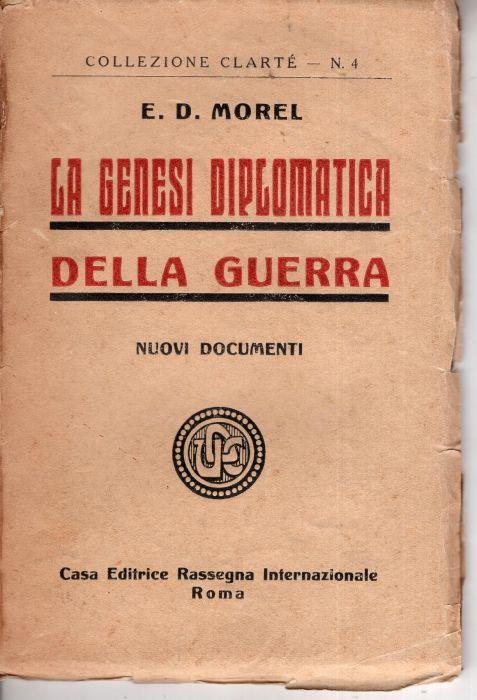 COLLEZIONE CLARTÉ — N. 4
E. D. MOREL
LA GENESI DIPLOMATICA
DELLA GUERRA
NUOVI DOCUMENTI
Casa Editrice Rassegna Internazionale
Roma